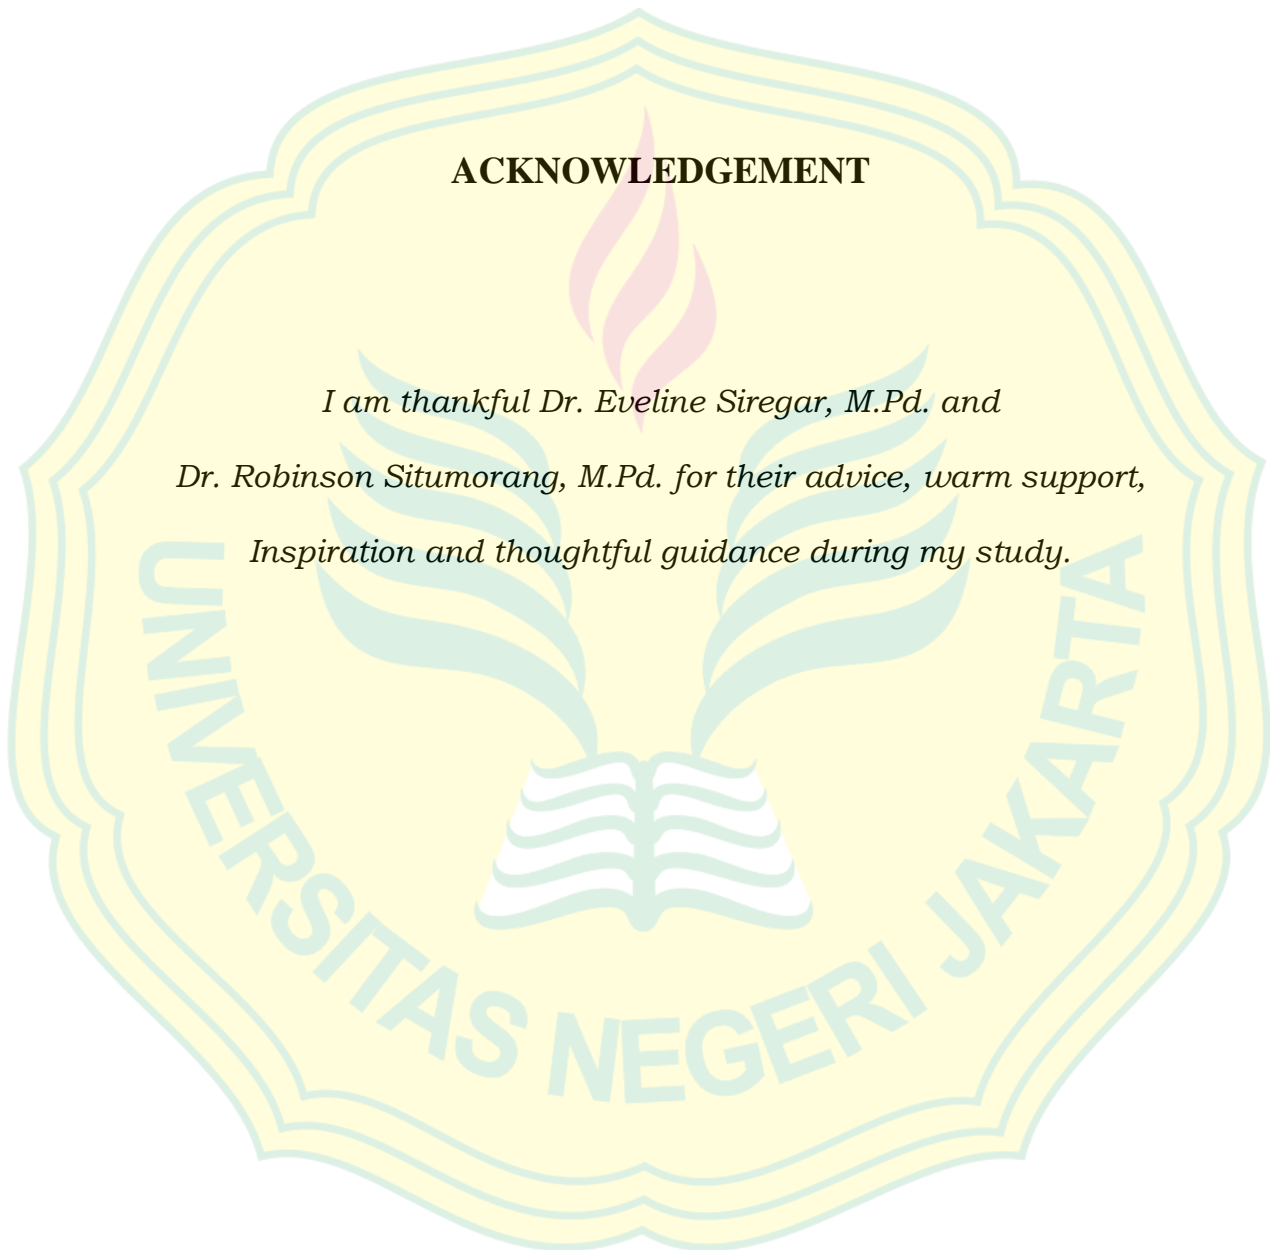 ACKNOWLEDGEMENT
I am thankful Dr. Eveline Siregar, M.Pd. and
Dr. Robinson Situmorang, M.Pd. for their advice, warm support,
Inspiration and thoughtful guidance during my study.
UNIVERSITAS NEGERI JAKARTA